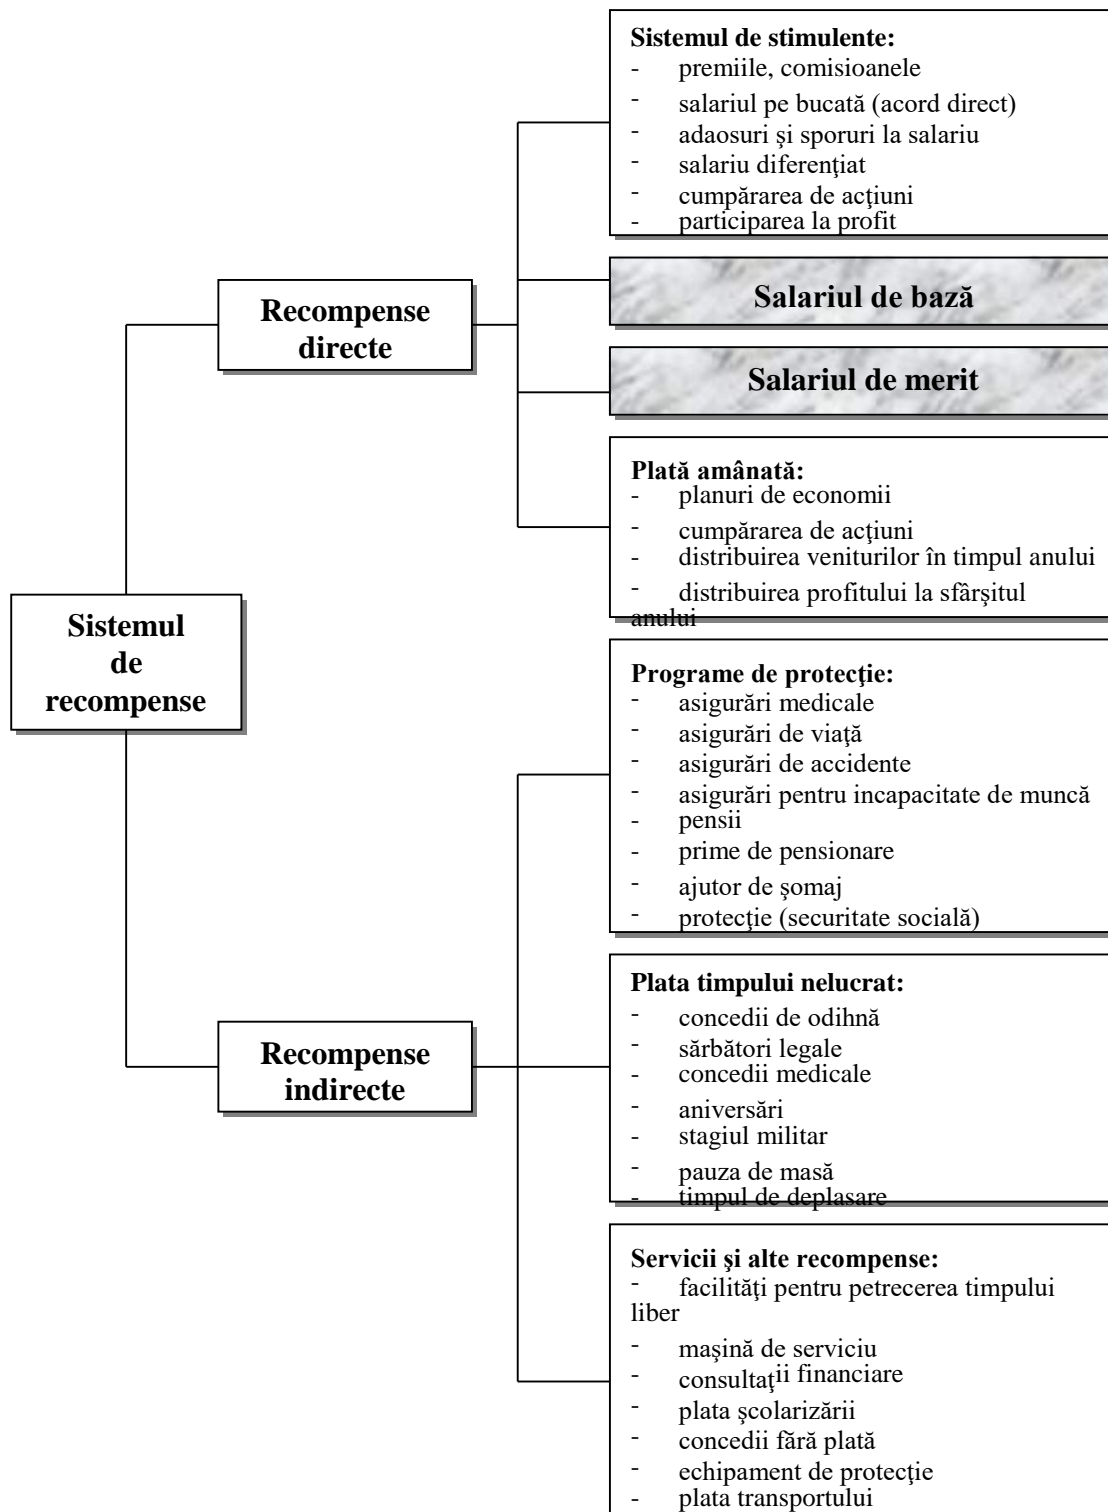 Sistemul de stimulente:
- premiile, comisioanele
- salariul pe bucată (acord direct)
- adaosuri şi sporuri la salariu
- salariu diferenţiat
- cumpărarea de acţiuni
- participarea la profit
Salariul de bază
Recompense
directe
Salariul de merit
Plată amânată:
- planuri de economii
- cumpărarea de acţiuni
- distribuirea veniturilor în timpul anului
- distribuirea profitului la sfârşitul
anului
Sistemul
de
recompense
Programe de protecţie:
- asigurări medicale
- asigurări de viaţă
- asigurări de accidente
- asigurări pentru incapacitate de muncă
- pensii
- prime de pensionare
- ajutor de şomaj
- protecţie (securitate socială)
Recompense
indirecte
Plata timpului nelucrat:
- concedii de odihnă
- sărbători legale
- concedii medicale
- aniversări
- stagiul militar
- pauza de masă
- timpul de deplasare
Servicii şi alte recompense:
- facilităţi pentru petrecerea timpului
liber
- maşină de serviciu
- consultaţii financiare
- plata şcolarizării
- concedii fără plată
- echipament de protecţie
- plata transportului